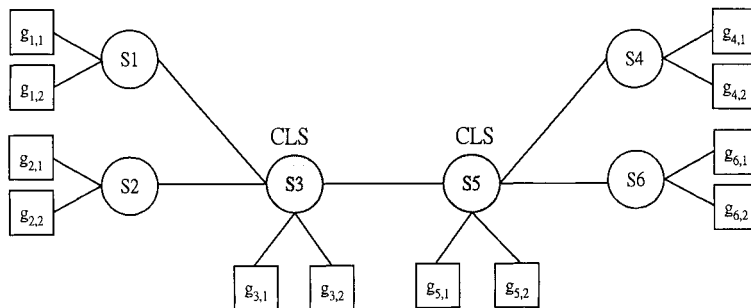 g1,1
S1
g1,2
S4
g4,1
g4,2
CLS
CLS
g2,1
S2
g2,2
S3
S5
S6
g6,1
g6,2
g3,1
g3,2
g5,1
g5,2